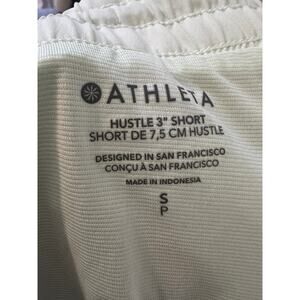 ATHLETA
HUSTLE 3" SHORT
SHORT DE 7,5 CM HUSTLE
DESIGNED IN SAN FRANCISCO
CONÇU À SAN FRANCISCO
MADE IN INDONESIA
S
P